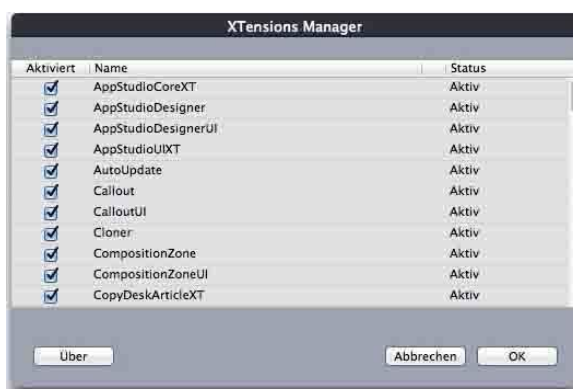 XTensions Manager
Aktiviert Name Status
AppStudioCoreXT Aktiv
AppStudioDesigner Aktiv
AppStudioDesignerUI Aktiv
AppStudioUIXT Aktiv
AutoUpdate Aktiv
Callout Aktiv
CalloutUI Aktiv
Cloner Aktiv
CompositionZone Aktiv
CompositionZoneUI Aktiv
CopyDeskArticleXT Aktiv
Über Abbrechen OK